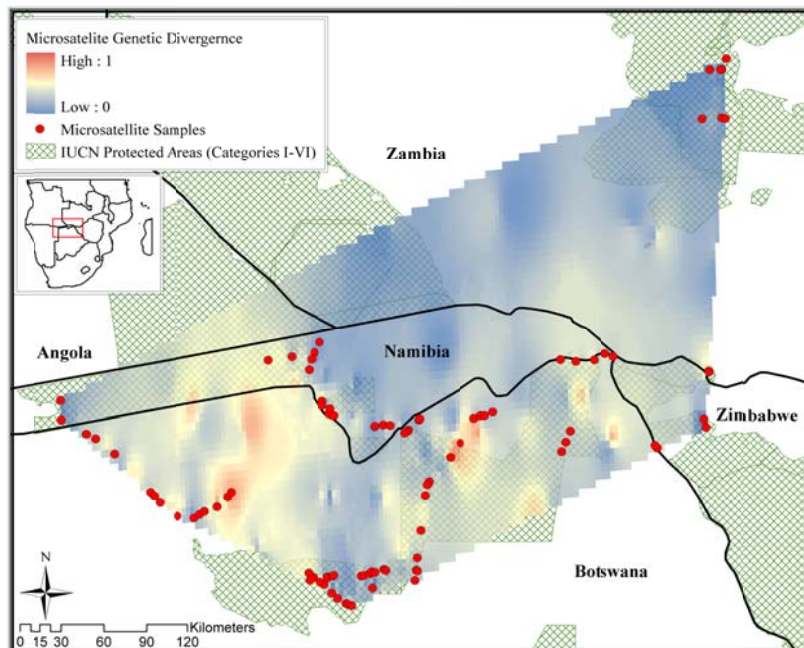 Microsatelite Genetic Divergernce
High : 1
Low : 0
Microsatellite Samples
IUCN Protected Areas (Categories I-VI)
Zambia
Angola
Namibia
Zimbabwe
Botswana
N
Kilometers
0 15 30 60 90 120